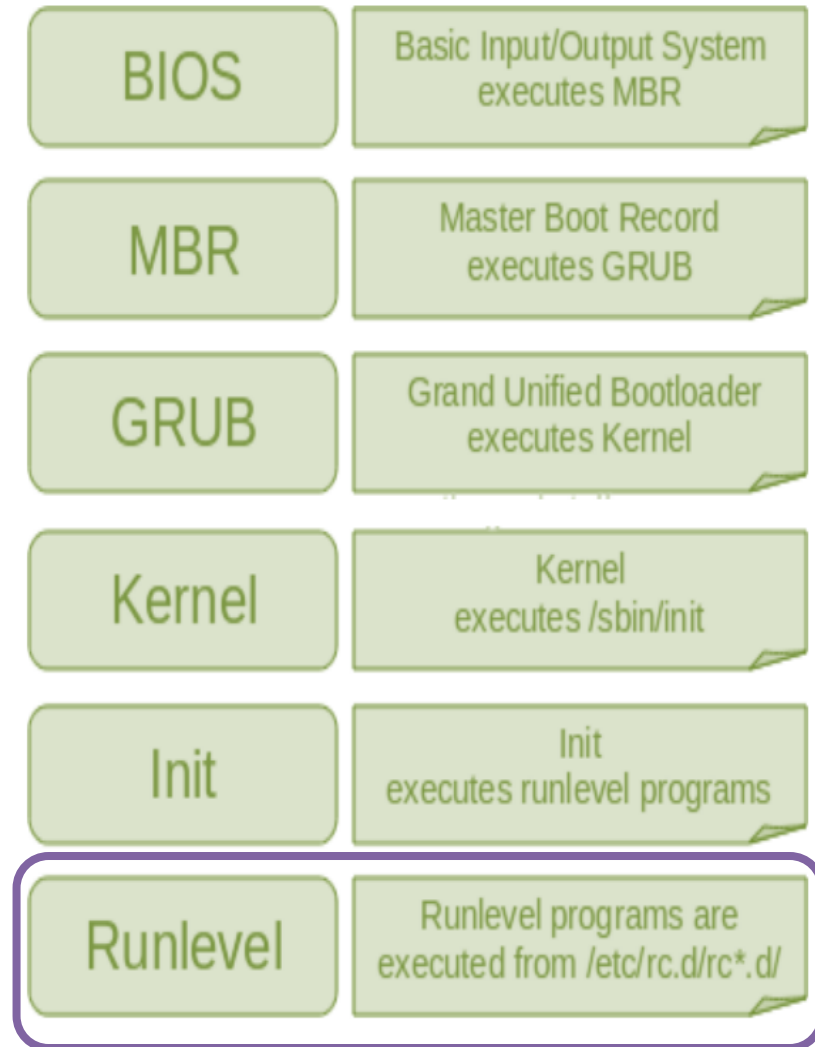 BIOS
Basic Input/Output System
executes MBR
MBR
Master Boot Record
executes GRUB
GRUB
Grand Unified Bootloader
executes Kernel
Kernel
Kernel
executes /sbin/init
Init
Init
executes runlevel programs
Runlevel
Runlevel programs are
executed from /etc/rc.d/rc*.d/